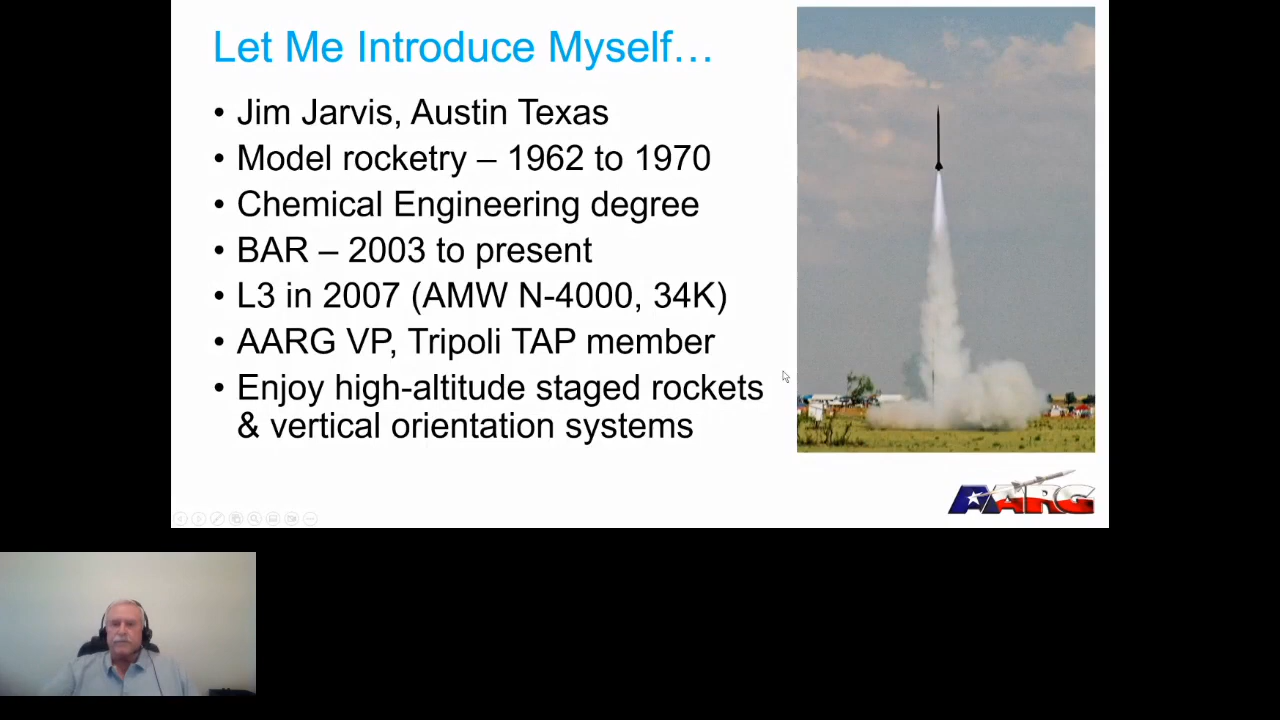 Let Me Introduce Myself…
• Jim Jarvis, Austin Texas
• Model rocketry – 1962 to 1970
• Chemical Engineering degree
• BAR – 2003 to present
• L3 in 2007 (AMW N-4000, 34K)
• AARG VP, Tripoli TAP member
• Enjoy high-altitude staged rockets
& vertical orientation systems
AARG